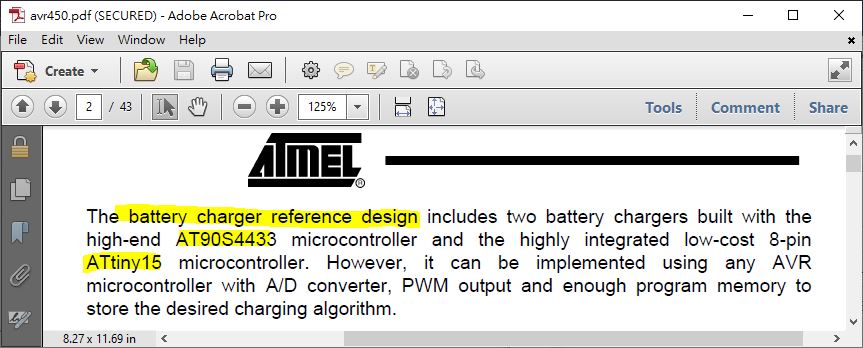 avr450.pdf (SECURED) - Adobe Acrobat Pro
File Edit View Window Help
Create
2 / 43 125% Tools Comment Share
ATMEL ®
The battery charger reference design includes two battery chargers built with the
high-end AT90S4433 microcontroller and the highly integrated low-cost 8-pin
ATtiny15 microcontroller. However, it can be implemented using any AVR
microcontroller with A/D converter, PWM output and enough program memory to
store the desired charging algorithm.
8.27 x 11.69 in